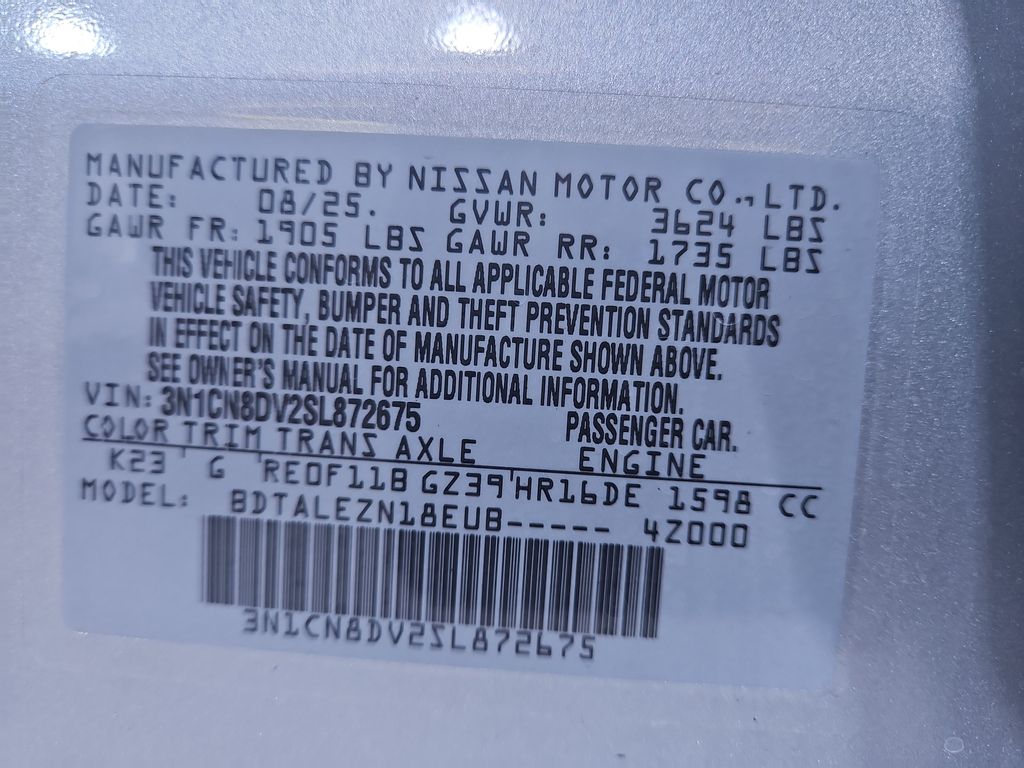 MANUFACTURED BY NISSAN MOTOR CO.,LTD.
DATE: 08/25. GVWR: 3624 LBS
GAWR FR: 1905 LBS GAWR RR: 1735 LBS
THIS VEHICLE CONFORMS TO ALL APPLICABLE FEDERAL MOTOR
VEHICLE SAFETY, BUMPER AND THEFT PREVENTION STANDARDS
IN EFFECT ON THE DATE OF MANUFACTURE SHOWN ABOVE.
SEE OWNER'S MANUAL FOR ADDITIONAL INFORMATION.
VIN: 3N1CN8DV2SL872675 PASSENGER CAR.
COLOR TRIM TRANS AXLE ENGINE
K23 ' G 'RE0F11B GZ39'HR16DE 1598 CC
MODEL: BDTALEZN18EUB----- 4Z000
3N1CN8DV2SL872675